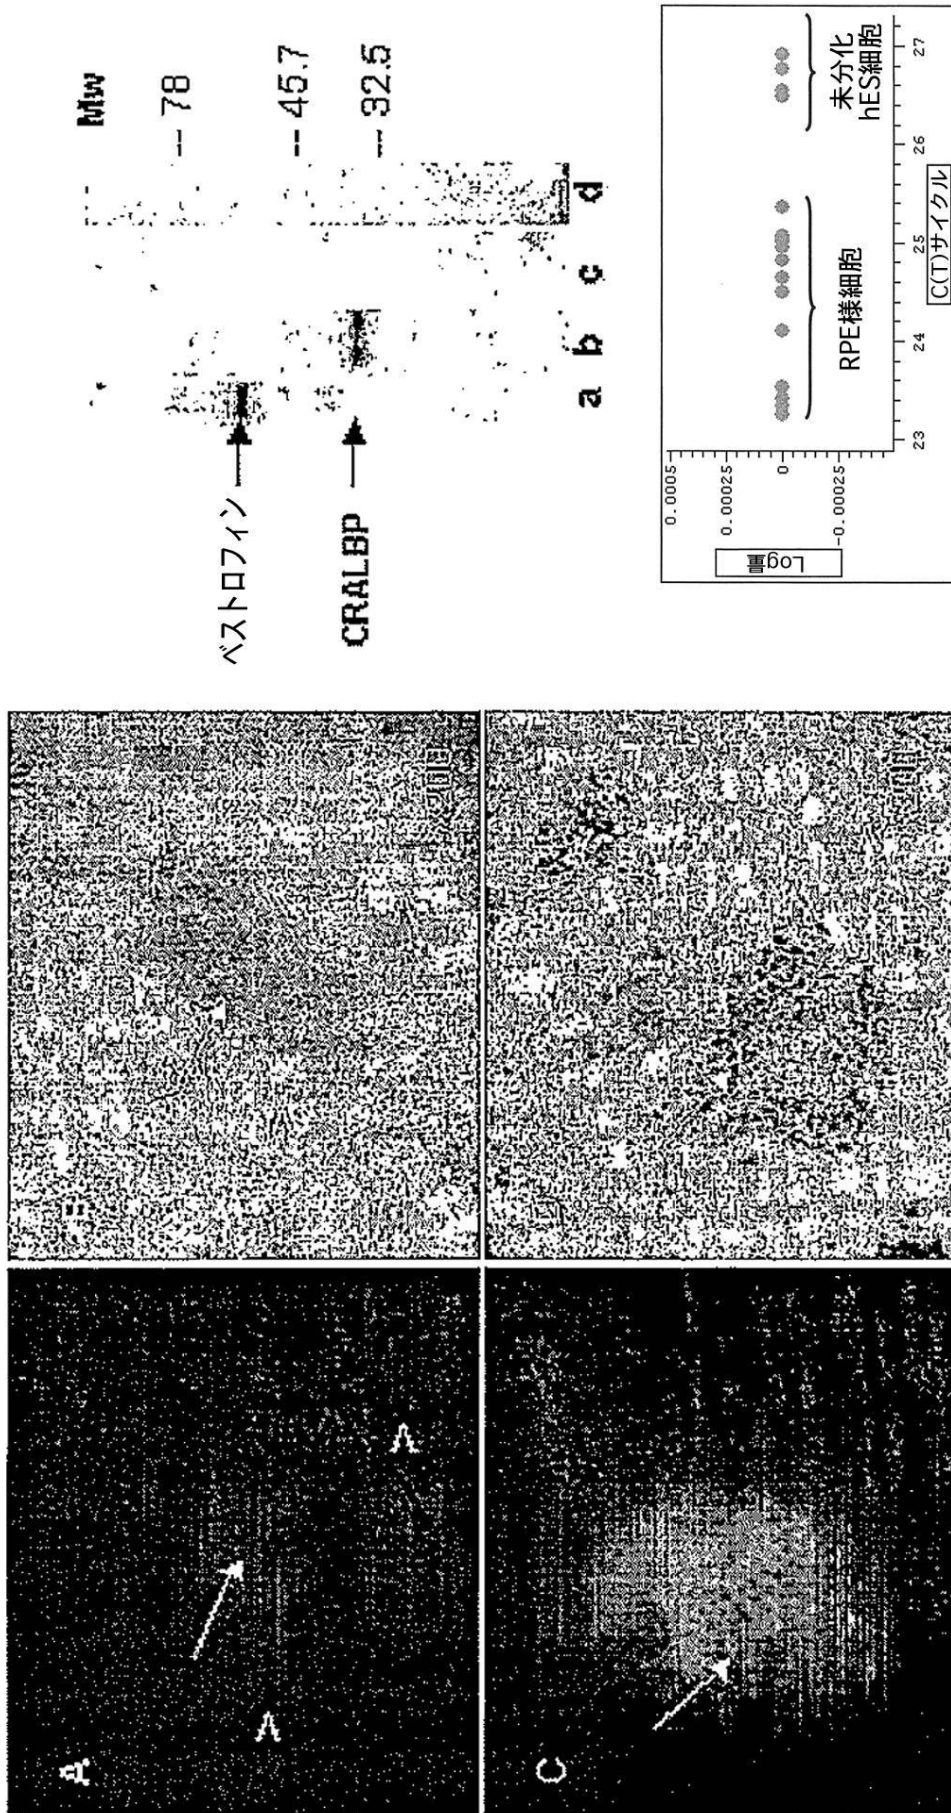 A
C
ベストロフィン
CRALBP
Mw
-- 78
-- 45.7
-- 32.5
a b c d
Log量
0.0005
0.00025
0
-0.00025
RPE様細胞
未分化
hES細胞
23 24 25 26 27
C(T)サイクル